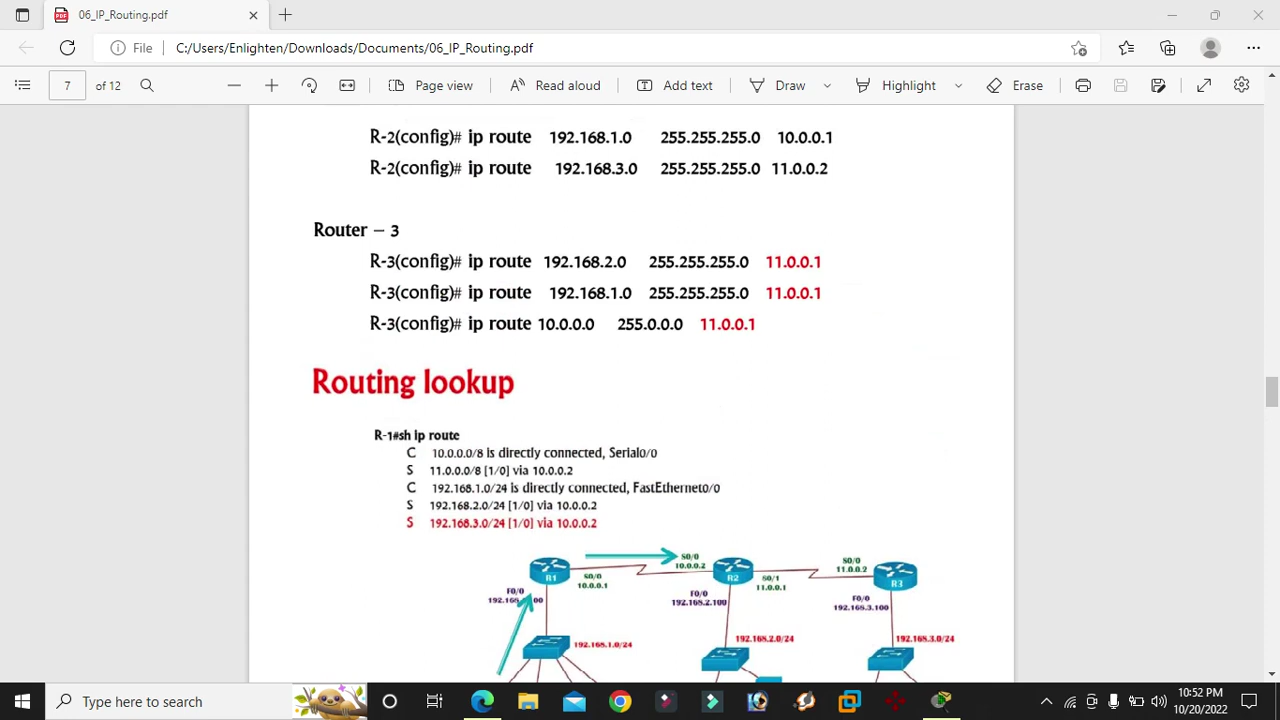 06_IP_Routing.pdf
File C:/Users/Enlighten/Downloads/Documents/06_IP_Routing.pdf
7 of 12 Page view Read aloud Add text Draw Highlight Erase
R-2(config)# ip route 192.168.1.0 255.255.255.0 10.0.0.1
R-2(config)# ip route 192.168.3.0 255.255.255.0 11.0.0.2
Router – 3
R-3(config)# ip route 192.168.2.0 255.255.255.0 11.0.0.1
R-3(config)# ip route 192.168.1.0 255.255.255.0 11.0.0.1
R-3(config)# ip route 10.0.0.0 255.0.0.0 11.0.0.1
Routing lookup
R-1#sh ip route
C 10.0.0.0/8 is directly connected, Serial0/0
S 11.0.0.0/8 [1/0] via 10.0.0.2
C 192.168.1.0/24 is directly connected, FastEthernet0/0
S 192.168.2.0/24 [1/0] via 10.0.0.2
S 192.168.3.0/24 [1/0] via 10.0.0.2
S0/0
10.0.0.2
S0/0
11.0.0.2
R1
S0/0
10.0.0.1
R2
S0/1
11.0.0.1
R3
F0/0
F0/0
192.168.2.100
F0/0
192.168.3.100
192.168.1.0/24
192.168.2.0/24
192.168.3.0/24
Type here to search
10:52 PM
10/20/2022